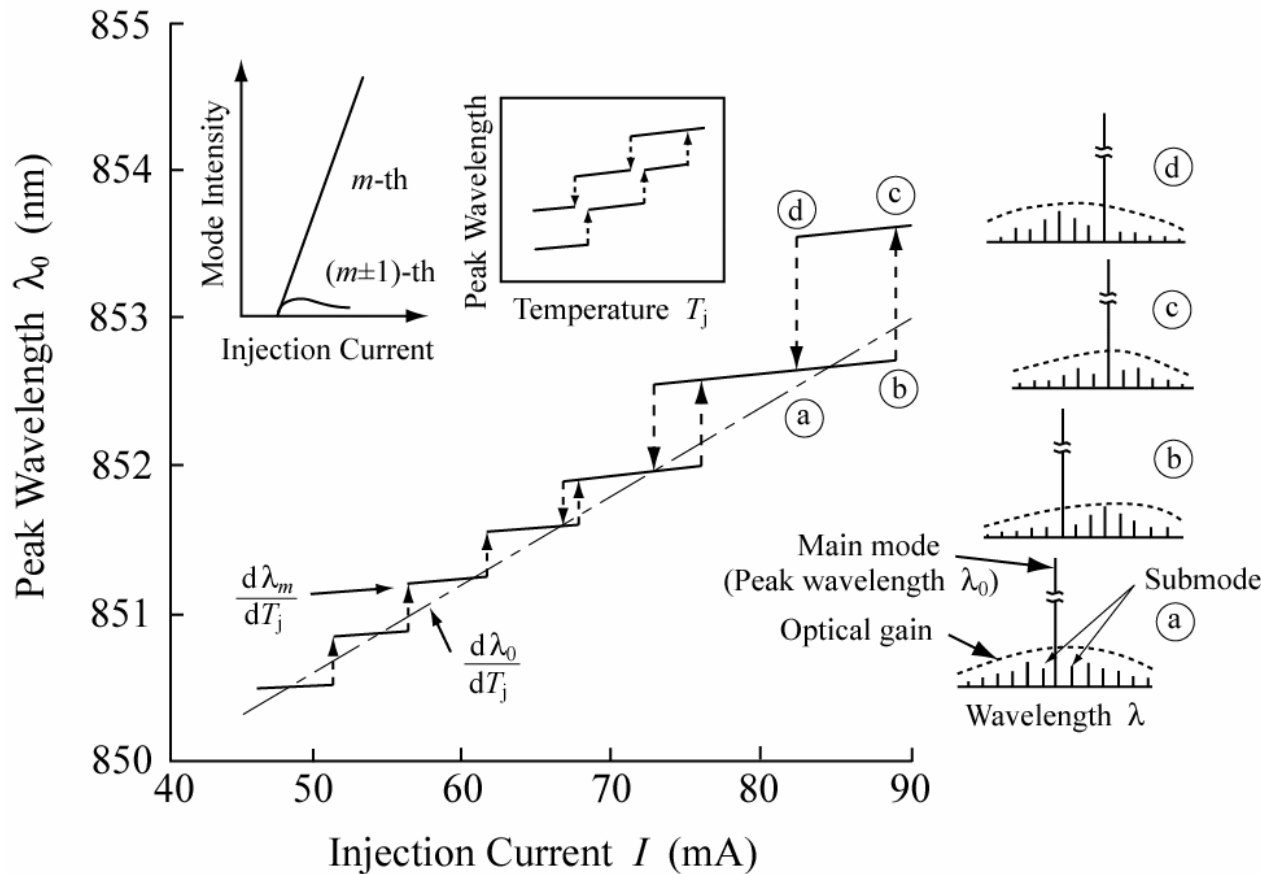 855
854
853
852
851
850
40
50
60
70
80
90
Peak Wavelength λ₀ (nm)
Injection Current I (mA)
Mode Intensity
m-th
(m±1)-th
Injection Current
Peak Wavelength
Temperature Tⱼ
d
c
a
b
dλₘ
dTⱼ
dλ₀
dTⱼ
d
c
b
Main mode
(Peak wavelength λ₀)
Submode
a
Optical gain
Wavelength λ